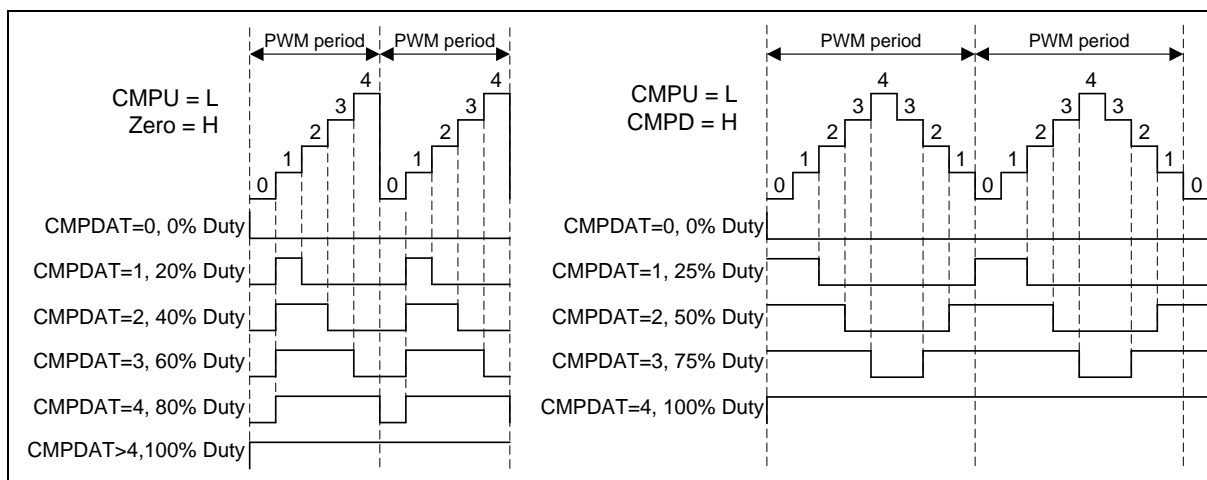 PWM period PWM period
4 4
CMPU = L
Zero = H
3 3
2 2
1 1
0 0
CMPDAT=0, 0% Duty
CMPDAT=1, 20% Duty
CMPDAT=2, 40% Duty
CMPDAT=3, 60% Duty
CMPDAT=4, 80% Duty
CMPDAT>4,100% Duty
PWM period PWM period
4 4
CMPU = L
CMPD = H
3 3 3 3
2 2 2 2
1 1 1 1
0 0 0
CMPDAT=0, 0% Duty
CMPDAT=1, 25% Duty
CMPDAT=2, 50% Duty
CMPDAT=3, 75% Duty
CMPDAT=4, 100% Duty